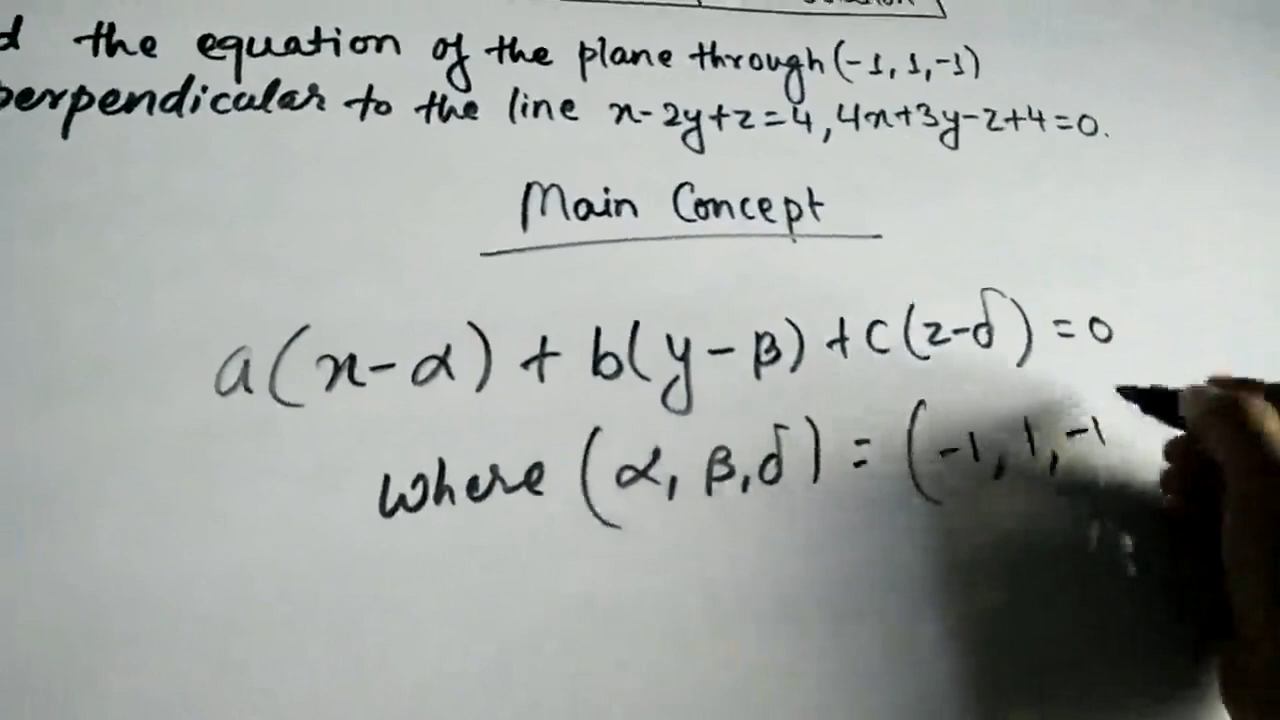 d the equation of the plane through (-1, 1, -1)
perpendicular to the line x-2y+z=4, 4x+3y-z+4=0.
Main Concept
a(x-α) + b(y-β) + c(z-δ) = 0
where (α, β, δ) = (-1, 1, -1